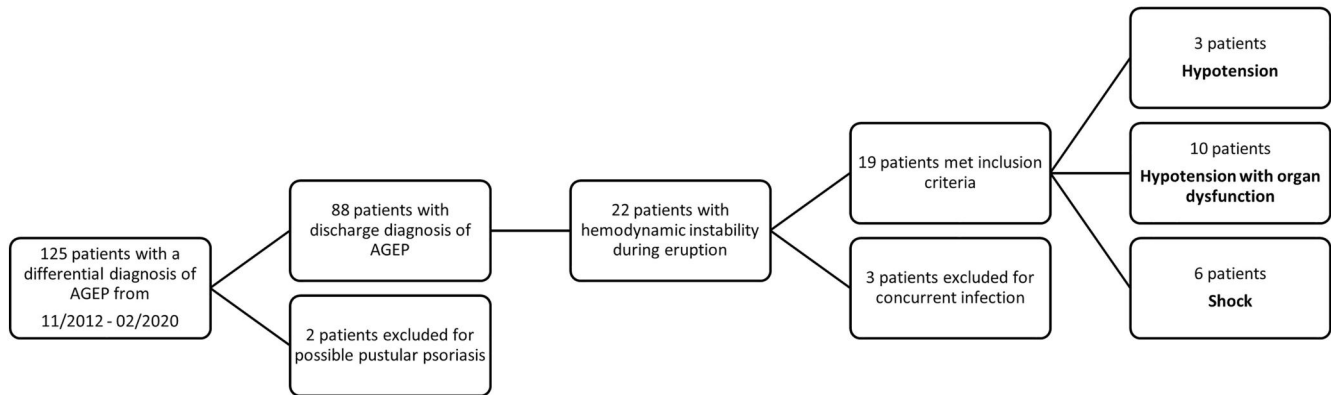 125 patients with a
differential diagnosis of
AGEP from
11/2012 - 02/2020
88 patients with
discharge diagnosis of
AGEP
2 patients excluded for
possible pustular psoriasis
22 patients with
hemodynamic instability
during eruption
19 patients met inclusion
criteria
3 patients excluded for
concurrent infection
3 patients
Hypotension
10 patients
Hypotension with organ
dysfunction
6 patients
Shock